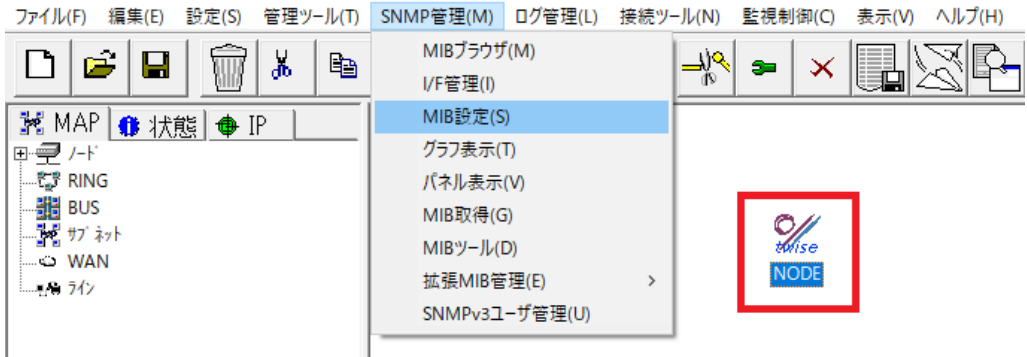 ファイル(F) 編集(E) 設定(S) 管理ツール(T) SNMP管理(M) ログ管理(L) 接続ツール(N) 監視制御(C) 表示(V) ヘルプ(H)
MIBブラウザ(M)
I/F管理(I)
MIB設定(S)
グラフ表示(T)
パネル表示(V)
MIB取得(G)
MIBツール(D)
拡張MIB管理(E)
SNMPv3ユーザ管理(U)
MAP 状態 IP
ノード
RING
BUS
サブネット
WAN
ライン
twise
NODE